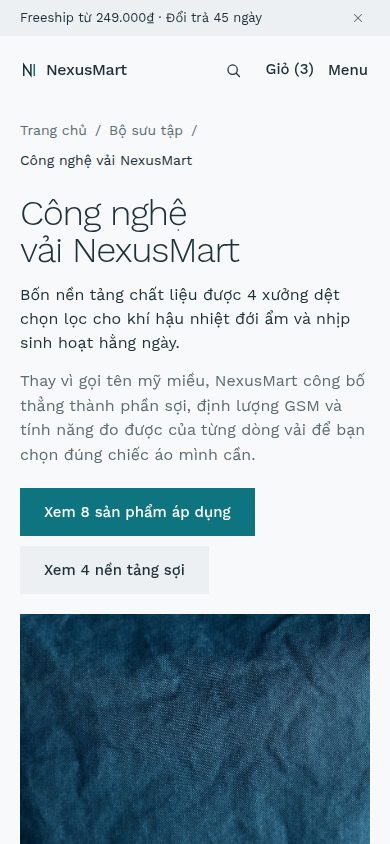 Freeship từ 249.000₫ · Đổi trả 45 ngày
NexusMart
Giỏ (3)
Menu
Trang chủ / Bộ sưu tập /
Công nghệ vải NexusMart
Công nghệ
vải NexusMart
Bốn nền tảng chất liệu được 4 xưởng dệt
chọn lọc cho khí hậu nhiệt đới ẩm và nhịp
sinh hoạt hằng ngày.
Thay vì gọi tên mỹ miều, NexusMart công bố
thẳng thành phần sợi, định lượng GSM và
tính năng đo được của từng dòng vải để bạn
chọn đúng chiếc áo mình cần.
Xem 8 sản phẩm áp dụng
Xem 4 nền tảng sợi